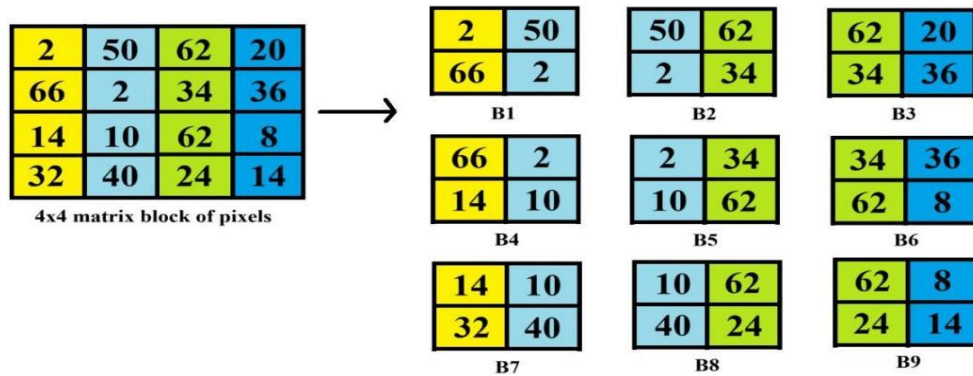 2 50 62 20
66 2 34 36
14 10 62 8
32 40 24 14
4x4 matrix block of pixels
2 50
66 2
B1
50 62
2 34
B2
62 20
34 36
B3
66 2
14 10
B4
2 34
10 62
B5
34 36
62 8
B6
14 10
32 40
B7
10 62
40 24
B8
62 8
24 14
B9